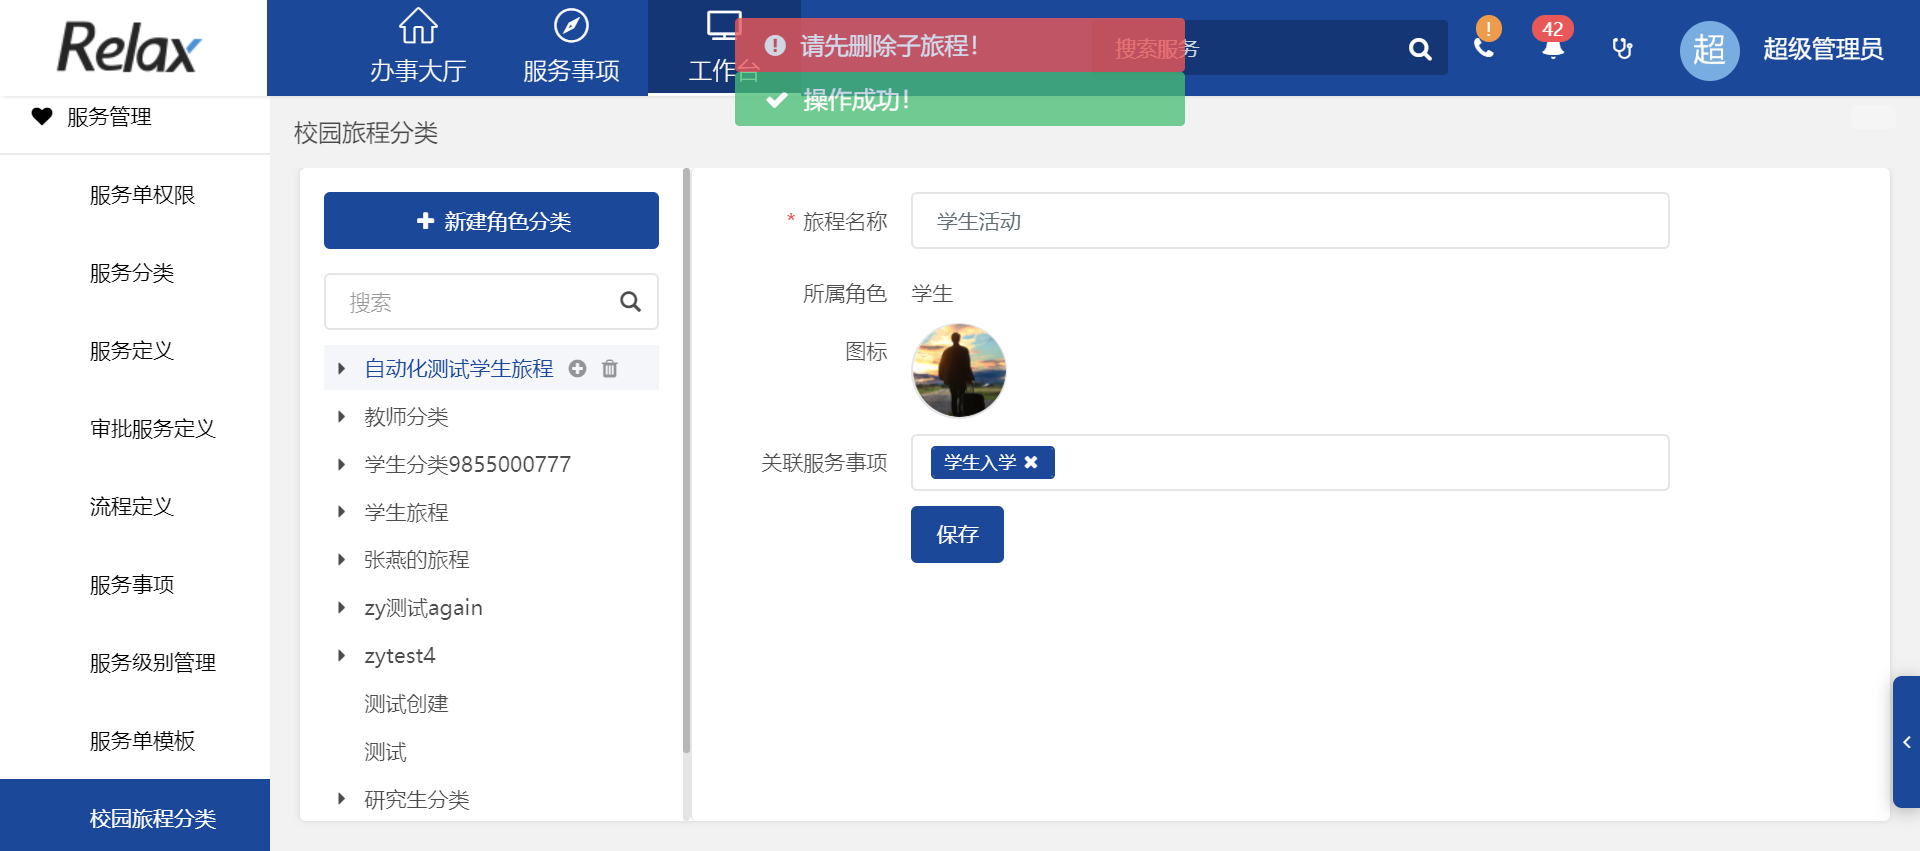 Relax
办事大厅
服务事项
工作台
请先删除子旅程！
操作成功！
搜索服务
!
42
超
超级管理员
服务管理
服务单权限
服务分类
服务定义
审批服务定义
流程定义
服务事项
服务级别管理
服务单模板
校园旅程分类
校园旅程分类
新建角色分类
搜索
自动化测试学生旅程
教师分类
学生分类9855000777
学生旅程
张燕的旅程
zy测试again
zytest4
测试创建
测试
研究生分类
* 旅程名称
学生活动
所属角色
学生
图标
关联服务事项
学生入学
保存